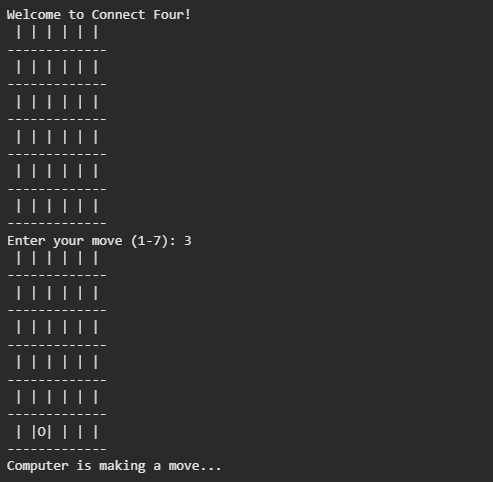 Welcome to Connect Four!
 | | | | | |
-------------
 | | | | | |
-------------
 | | | | | |
-------------
 | | | | | |
-------------
 | | | | | |
-------------
 | | | | | |
-------------
Enter your move (1-7): 3
 | | | | | |
-------------
 | | | | | |
-------------
 | | | | | |
-------------
 | | | | | |
-------------
 | | | | | |
-------------
 | |O| | | |
-------------
Computer is making a move...